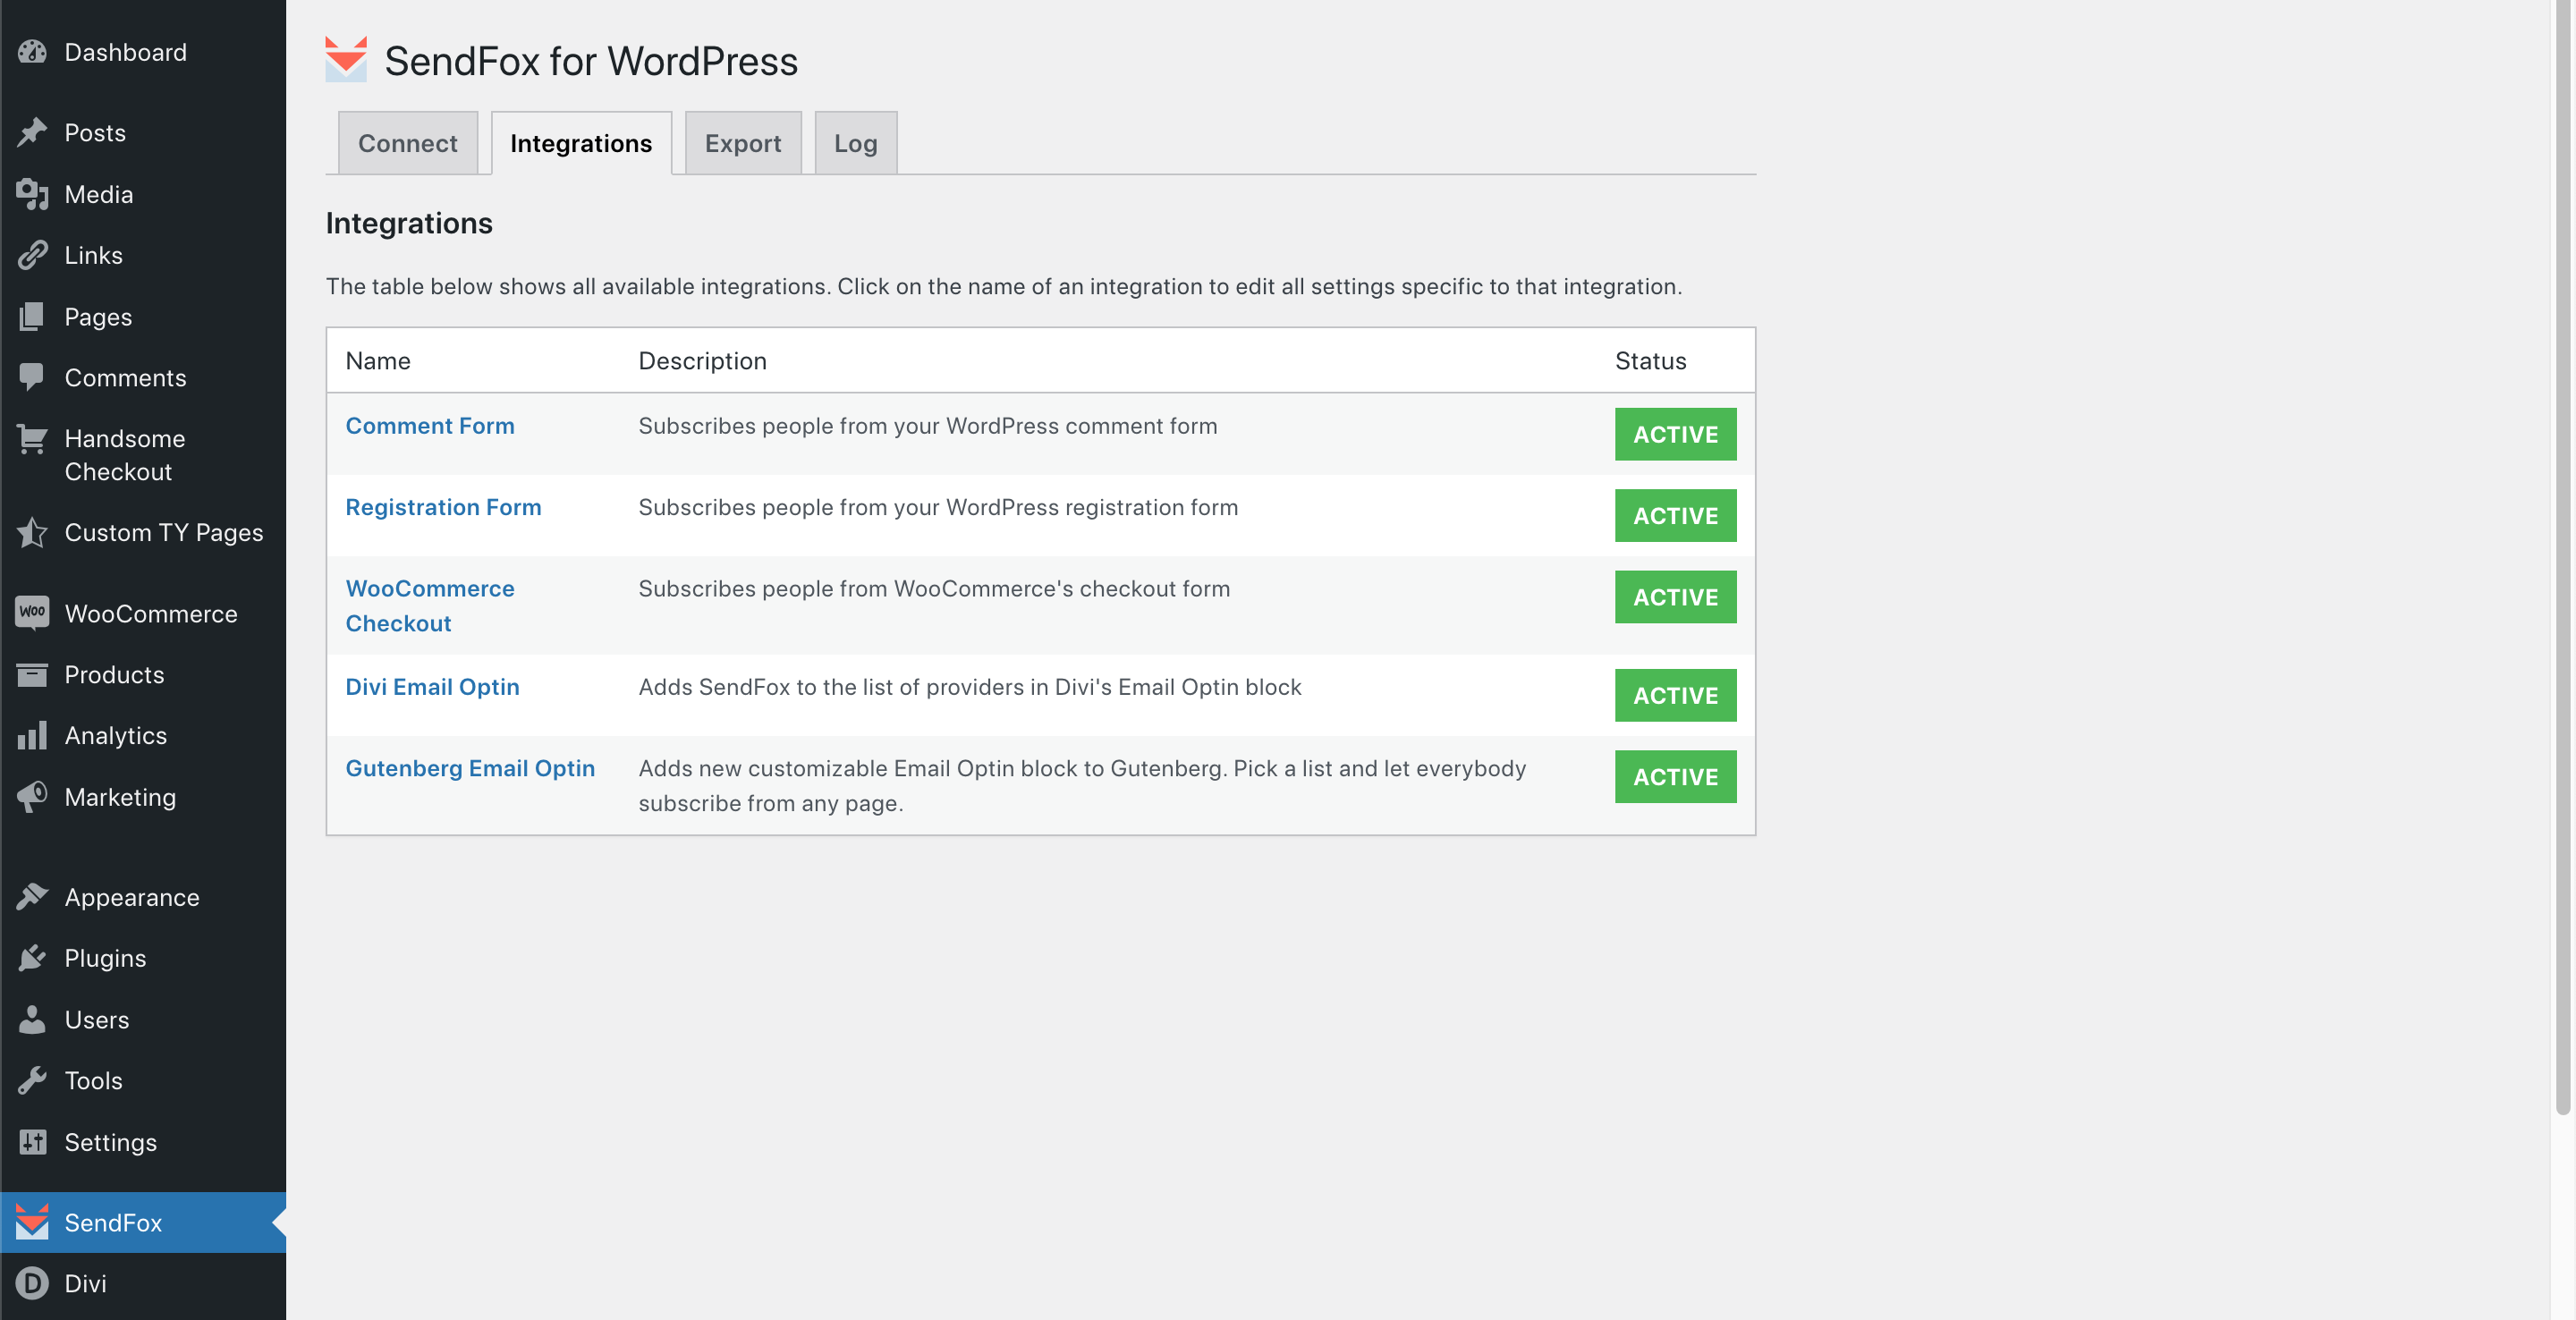 Dashboard
Posts
Media
Links
Pages
Comments
Handsome
Checkout
Custom TY Pages
Woo WooCommerce
Products
Analytics
Marketing
Appearance
Plugins
Users
Tools
Settings
SendFox
D Divi
SendFox for WordPress
Connect Integrations Export Log
Integrations
The table below shows all available integrations. Click on the name of an integration to edit all settings specific to that integration.
Name Description Status
Comment Form Subscribes people from your WordPress comment form ACTIVE
Registration Form Subscribes people from your WordPress registration form ACTIVE
WooCommerce Subscribes people from WooCommerce's checkout form ACTIVE
Checkout
Divi Email Optin Adds SendFox to the list of providers in Divi's Email Optin block ACTIVE
Gutenberg Email Optin Adds new customizable Email Optin block to Gutenberg. Pick a list and let everybody ACTIVE
subscribe from any page.